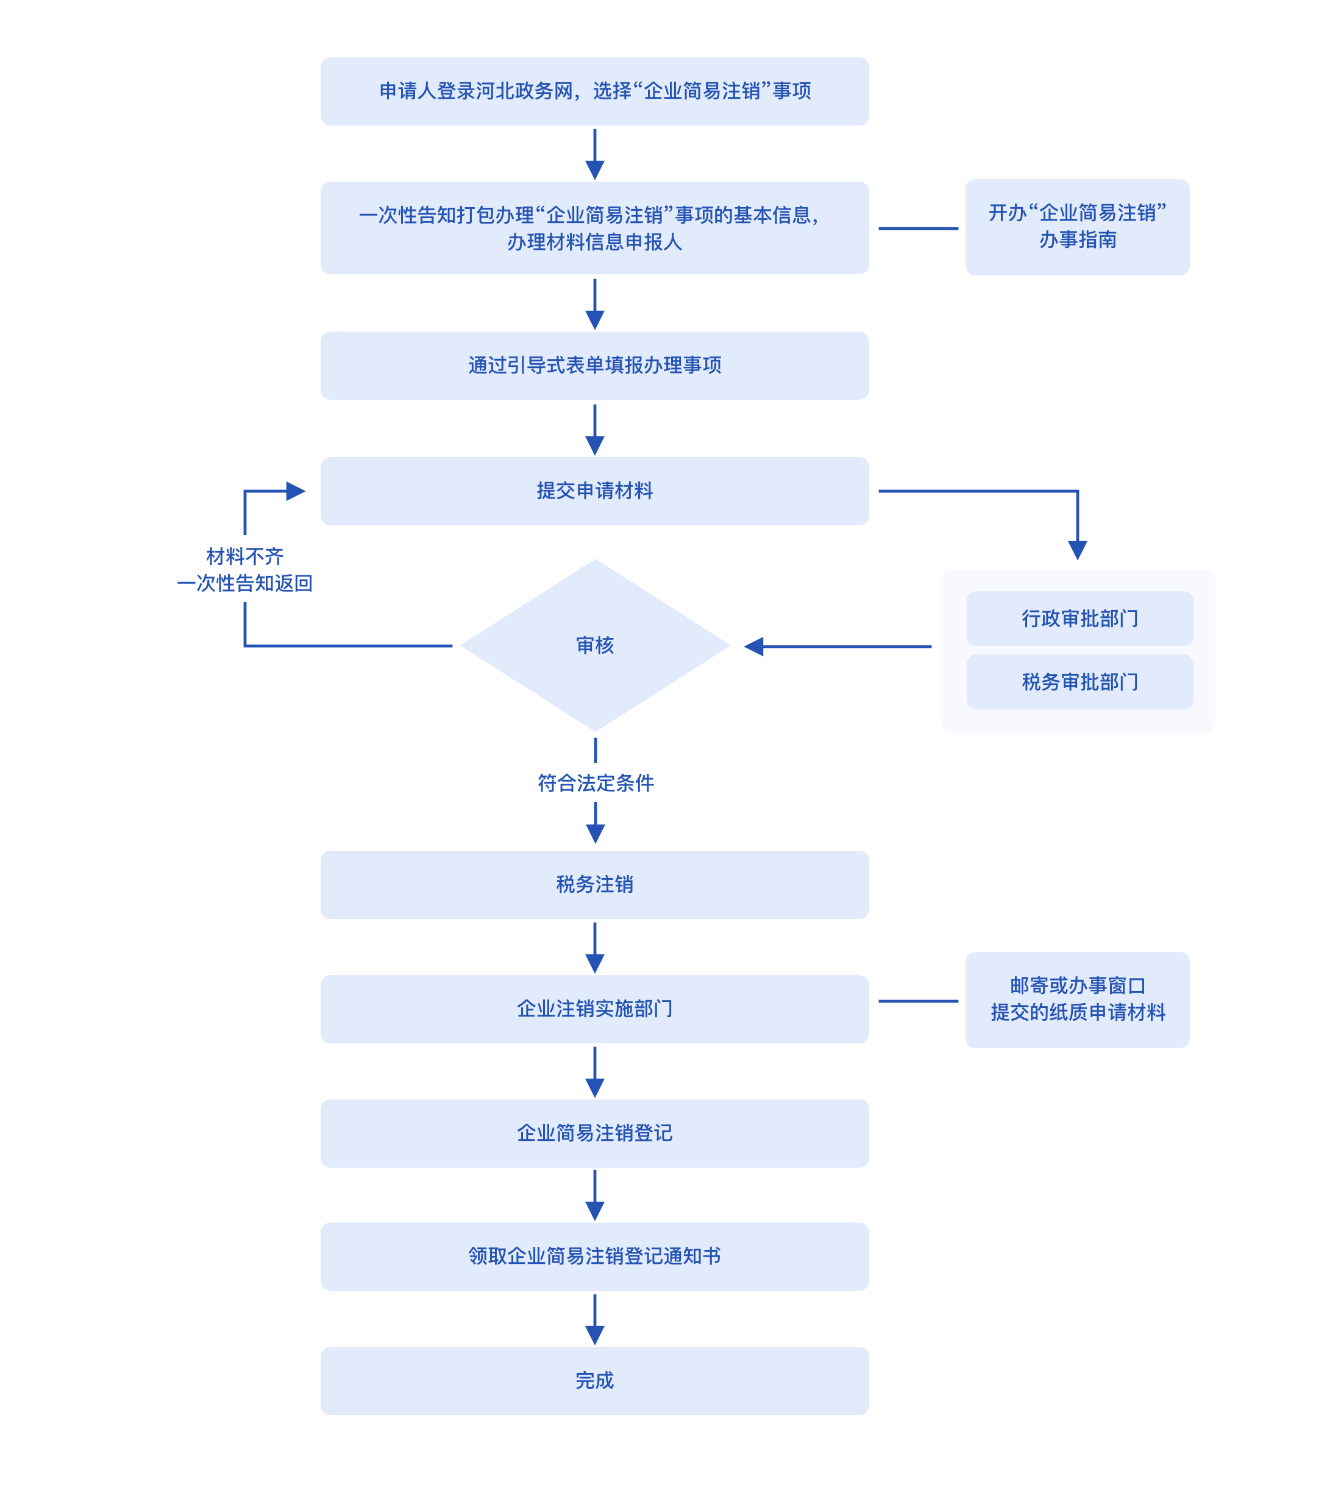 申请人登录河北政务网，选择“企业简易注销”事项
一次性告知打包办理“企业简易注销”事项的基本信息，
办理材料信息申报人
开办“企业简易注销”
办事指南
通过引导式表单填报办理事项
提交申请材料
材料不齐
一次性告知返回
审核
行政审批部门
税务审批部门
符合法定条件
税务注销
企业注销实施部门
邮寄或办事窗口
提交的纸质申请材料
企业简易注销登记
领取企业简易注销登记通知书
完成